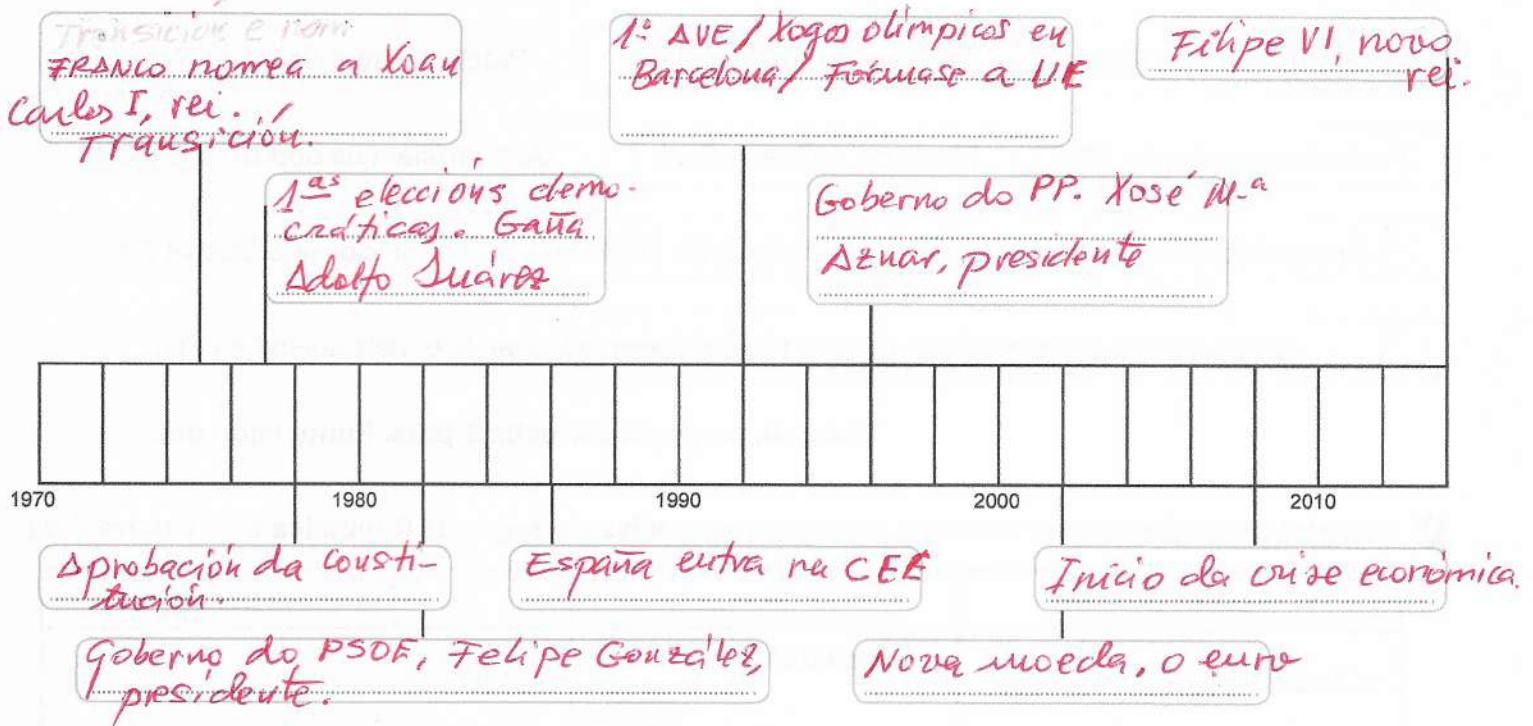 Transición e nom
FRANCO nomea a Xoan
Carlos I, rei. /
Transición.
1º AVE / Xogos olímpicos en
Barcelona / Fórmase a UE
Filipe VI, novo
rei.
1as eleccións demo-
cráticas. Gaña
Adolfo Suárez
Goberno do PP. Xosé M.ª
Aznar, presidente
1970
1980
1990
2000
2010
Aprobación da consti-
tución.
España entra na CEE
Inicio da crise económica.
Goberno do PSOE, Felipe González,
presidente.
Nova moeda, o euro